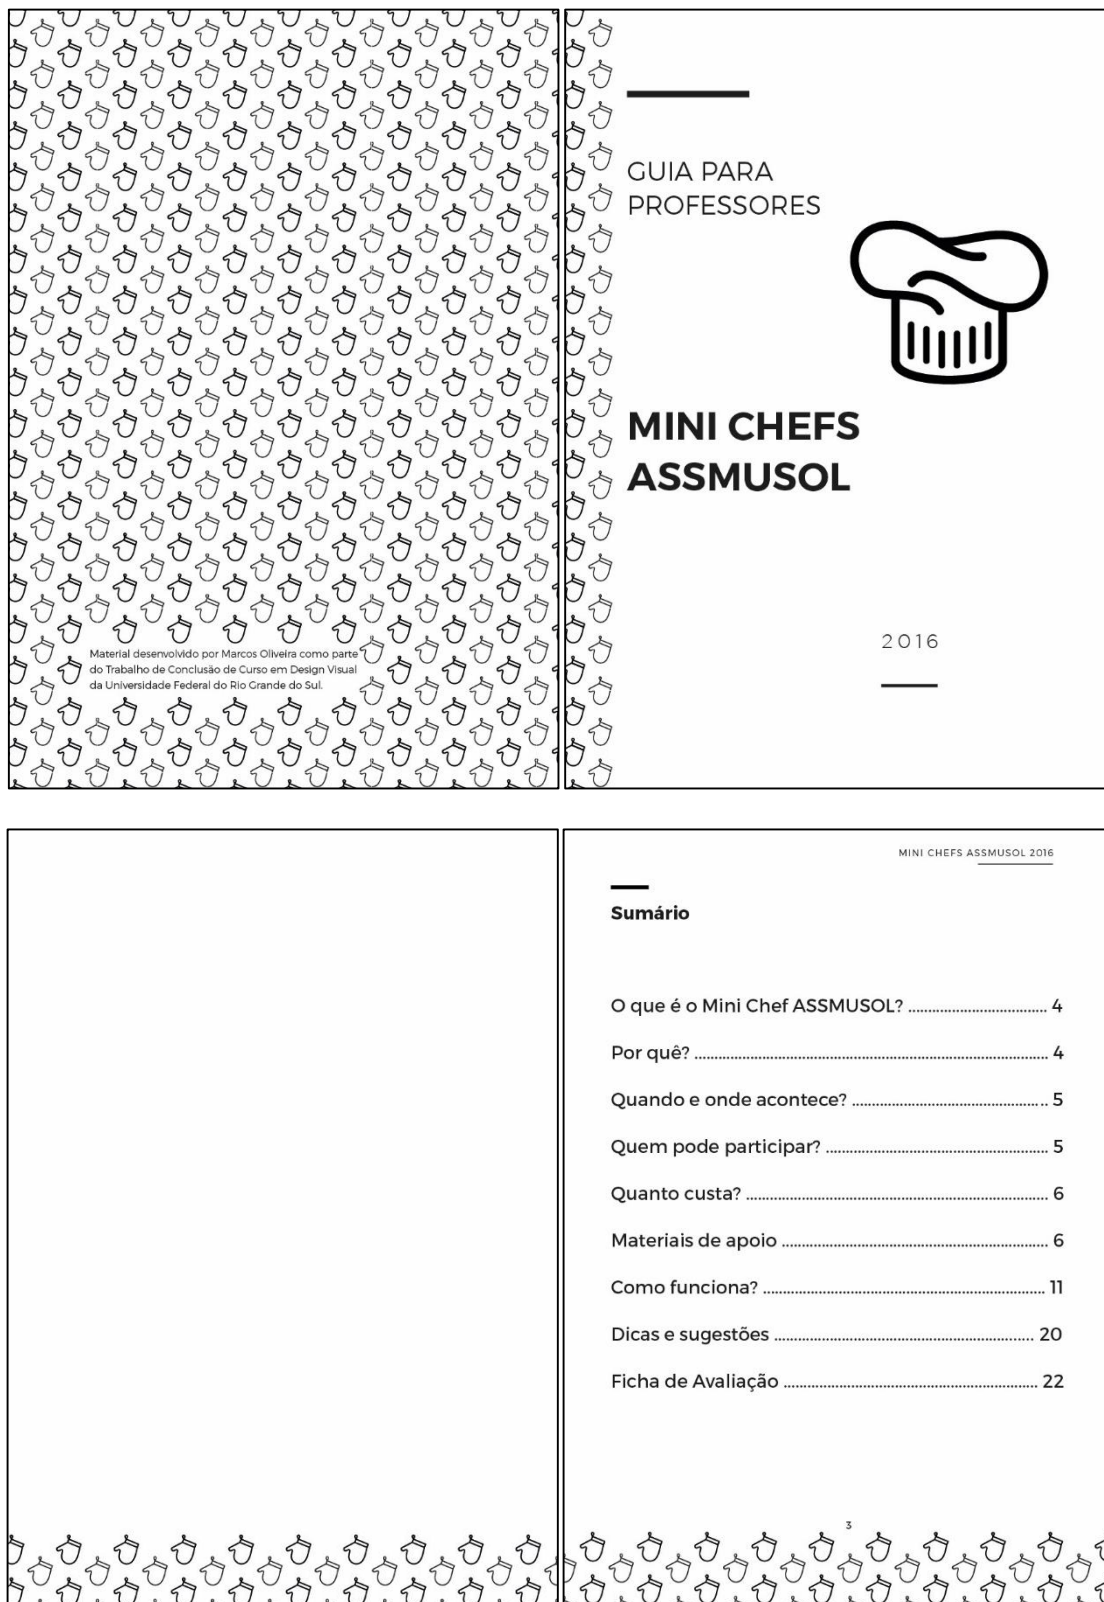 Material desenvolvido por Marcos Oliveira como parte
do Trabalho de Conclusão de Curso em Design Visual
da Universidade Federal do Rio Grande do Sul.
GUIA PARA
PROFESSORES
MINI CHEFS
ASSMUSOL
2016
MINI CHEFS ASSMUSOL 2016
Sumário
O que é o Mini Chef ASSMUSOL? ................................... 4
Por quê? ......................................................................................... 4
Quando e onde acontece? ................................................. 5
Quem pode participar? ........................................................ 5
Quanto custa? ............................................................................ 6
Materiais de apoio ................................................................... 6
Como funciona? ....................................................................... 11
Dicas e sugestões ................................................................. 20
Ficha de Avaliação ................................................................ 22
3